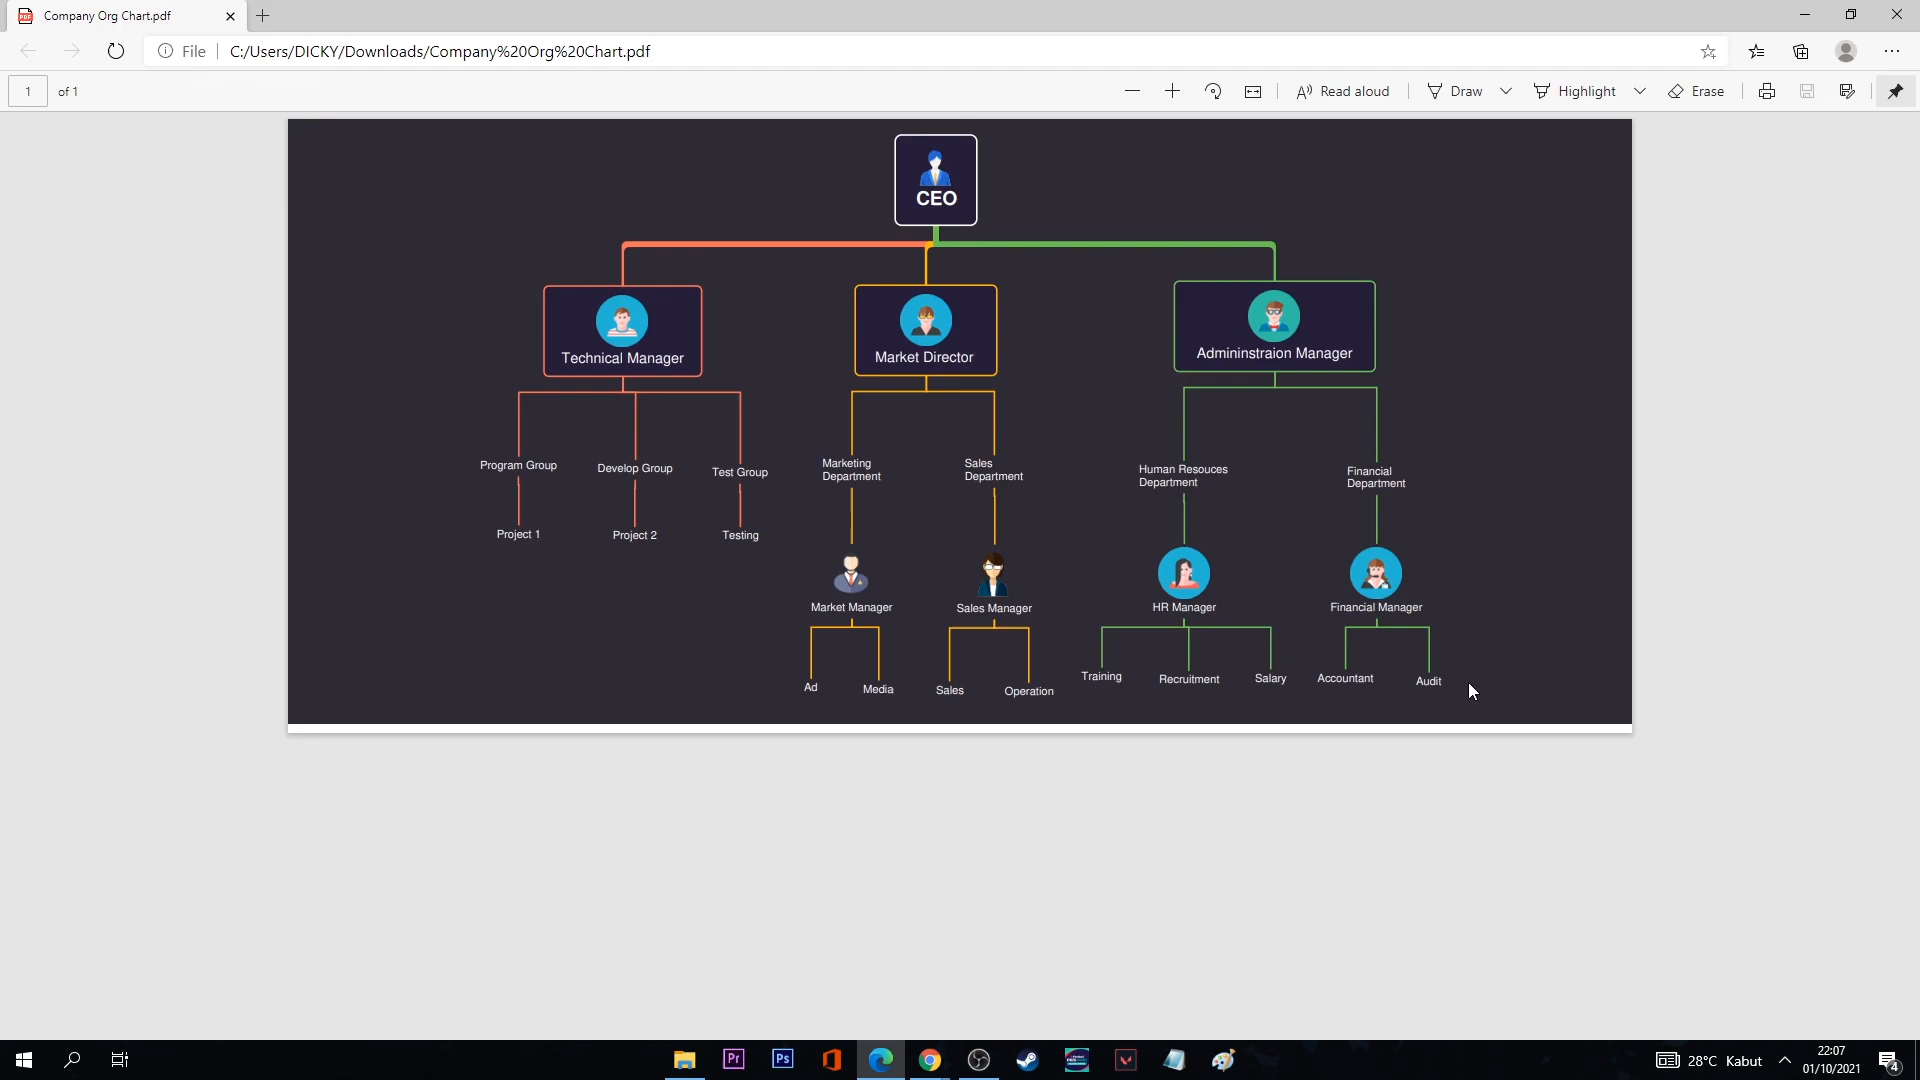 Company Org Chart.pdf
File
C:/Users/DICKY/Downloads/Company%20Org%20Chart.pdf
1 of 1
Read aloud
Draw
Highlight
Erase
CEO
Technical Manager
Market Director
Admininstraion Manager
Program Group
Develop Group
Test Group
Marketing
Department
Sales
Department
Human Resouces
Department
Financial
Department
Project 1
Project 2
Testing
Market Manager
Sales Manager
HR Manager
Financial Manager
Ad
Media
Sales
Operation
Training
Recruitment
Salary
Accountant
Audit
Pr
Ps
28°C Kabut
22:07
01/10/2021
4